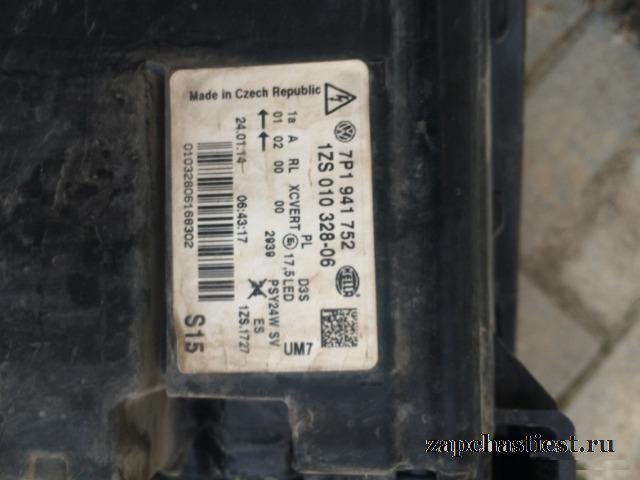 Made in Czech Republic
7P1 941 752
1ZS 010 328-06
HELLA
1a A RL XCVERT PL D3S
01 02 00 00 17,5 LED
2939 PSY24W SV
24.01.14 06:43:17 ES
1ZS.1727
UM7
01032806168302
S15
zapchastiest.ru